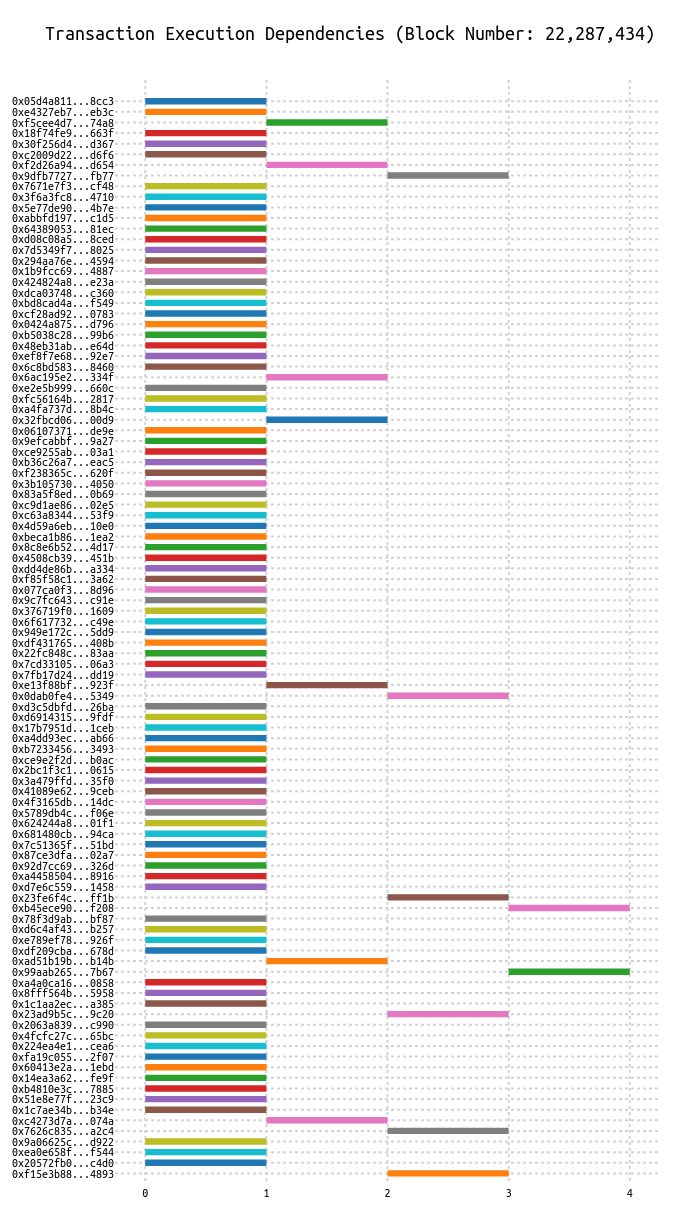 Transaction Execution Dependencies (Block Number: 22,287,434)
0x05d4a811...8cc3
0xe4327eb7...eb3c
0xf5cee4d7...74a8
0x18f74fe9...663f
0x30f256d4...d367
0xc2009d22...d6f6
0xf2d26a94...d654
0x9dfb7727...fb77
0x7671e7f3...cf48
0x3f6a3fc8...4710
0x5e77de90...4b7e
0xabbfd197...c1d5
0x64389053...81ec
0xd08c08a5...8ced
0x7d5349f7...8025
0x294aa76e...4594
0x1b9fcc69...4887
0x424824a8...e23a
0xdca03748...c360
0xbd8cad4a...f549
0xcf28ad92...0783
0x0424a875...d796
0xb5038c28...99b6
0x48eb31ab...e64d
0xef8f7e68...92e7
0x6c8bd583...8460
0x6ac195e2...334f
0xe2e5b999...660c
0xfc56164b...2817
0xa4fa737d...8b4c
0x32fbcd06...00d9
0x06107371...de9e
0x9efcabbf...9a27
0xce9255ab...03a1
0xb36c26a7...eac5
0xf238365c...620f
0x3b105730...4050
0x83a5f8ed...0b69
0xc9d1ae86...02e5
0xc63a8344...53f9
0x4d59a6eb...10e0
0xbeca1b86...1ea2
0x8c8e6b52...4d17
0x4508cb39...451b
0xdd4de86b...a334
0xf85f58c1...3a62
0x077ca0f3...8d96
0x9c7fc643...c91e
0x376719f0...1609
0x6f617732...c49e
0x949e172c...5dd9
0xdf431765...408b
0x22fc848c...83aa
0x7cd33105...06a3
0x7fb17d24...dd19
0xe13f88bf...923f
0x0dab0fe4...5349
0xd3c5dbfd...26ba
0xd6914315...9fdf
0x17b7951d...1ceb
0xa4dd93ec...ab66
0xb7233456...3493
0xce9e2f2d...b0ac
0x2bc1f3c1...0615
0x3a479ffd...35f0
0x41089e62...9ceb
0x4f3165db...14dc
0x5789db4c...f06e
0x624244a8...01f1
0x681480cb...94ca
0x7c51365f...51bd
0x87ce3dfa...02a7
0x92d7cc69...326d
0xa4458504...8916
0xd7e6c559...1458
0x23fe6f4c...ff1b
0xb45ece90...f208
0x78f3d9ab...bf87
0xd6c4af43...b257
0xe789ef78...926f
0xdf209cba...678d
0xad51b19b...b14b
0x99aab265...7b67
0xa4a0ca16...0858
0x8fff564b...5958
0x1c1aa2ec...a385
0x23ad9b5c...9c20
0x2063a839...c990
0x4fcfc27c...65bc
0x224ea4e1...cea6
0xfa19c055...2f07
0x60413e2a...1ebd
0x14ea3a62...fe9f
0xb4810e3c...7885
0x51e8e77f...23c9
0x1c7ae34b...b34e
0xc4273d7a...074a
0x7626c835...a2c4
0x9a06625c...d922
0xea0e658f...f544
0x20572fb0...c4d0
0xf15e3b88...4893
0 1 2 3 4